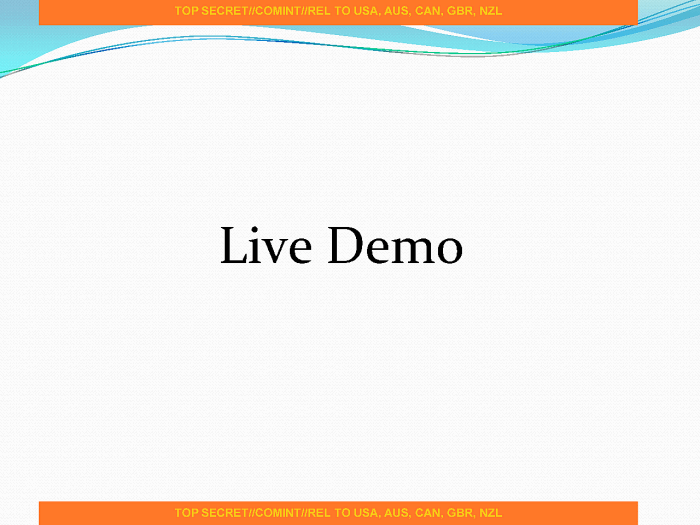 TOP SECRET//COMINT//REL TO USA, AUS, CAN, GBR, NZL
Live Demo
TOP SECRET//COMINT//REL TO USA, AUS, CAN, GBR, NZL